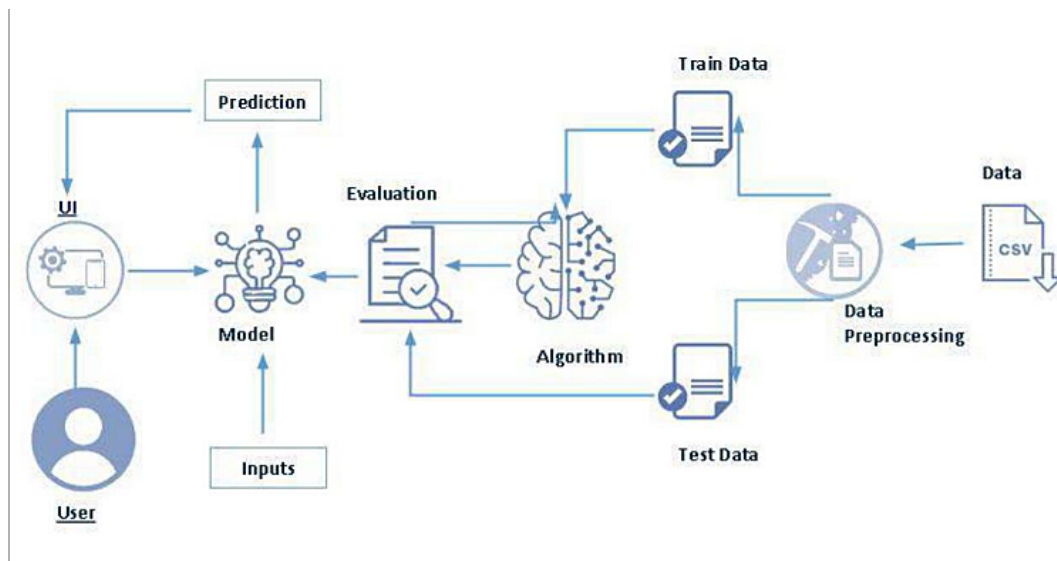 Train Data
Prediction
Data
Evaluation
UI
CSV
Model
Data
Preprocessing
Algorithm
Inputs
Test Data
User